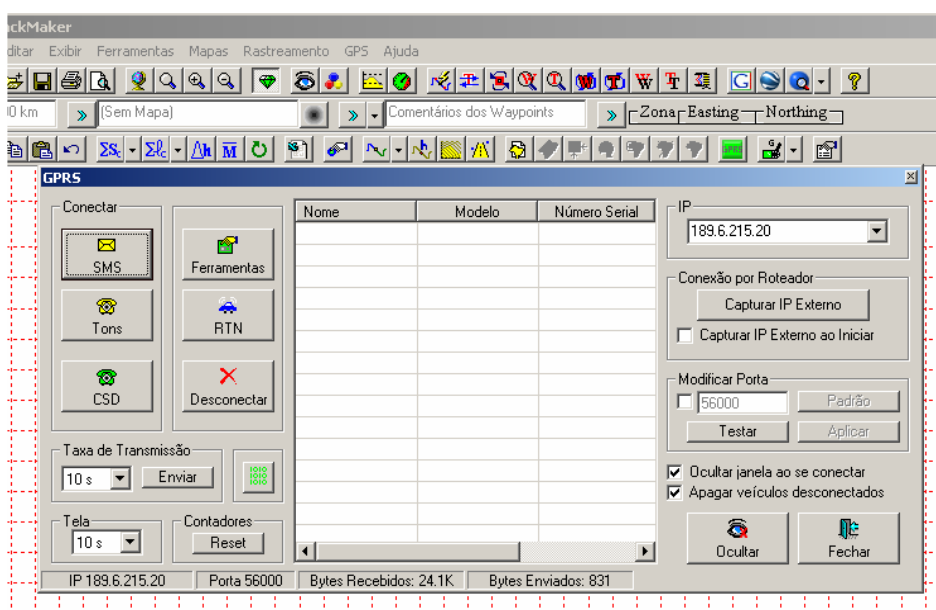 ackMaker
ditar Exibir Ferramentas Mapas Rastreamento GPS Ajuda
00 km (Sem Mapa) Comentários dos Waypoints Zona Easting Northing
GPRS
Conectar
SMS
Tons
CSD
Ferramentas
RTN
Desconectar
Taxa de Transmissão
10 s Enviar
Tela
10 s
Contadores
Reset
Nome Modelo Número Serial
IP
189.6.215.20
Conexão por Roteador
Capturar IP Externo
Capturar IP Externo ao Iniciar
Modificar Porta
56000 Padrão
Testar Aplicar
Ocultar janela ao se conectar
Apagar veículos desconectados
Ocultar Fechar
IP 189.6.215.20 Porta 56000 Bytes Recebidos: 24.1K Bytes Enviados: 831